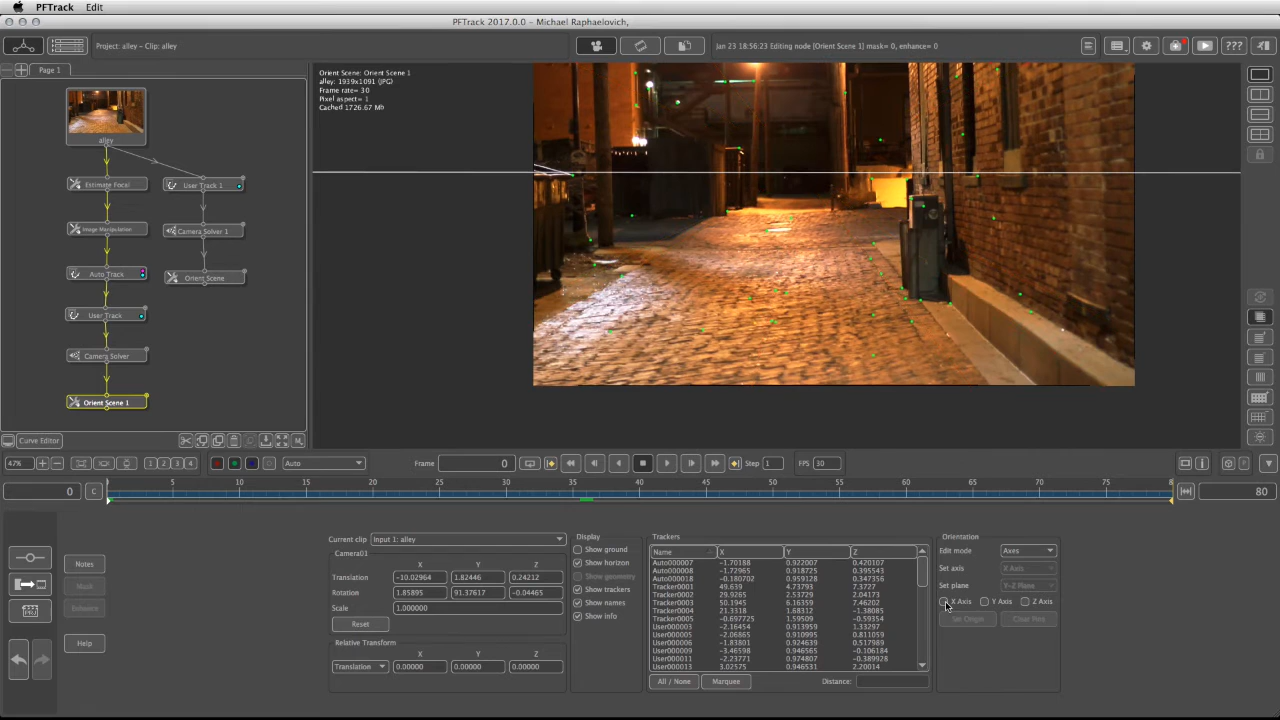 PFTrack Edit
PFTrack 2017.0.0 - Michael Raphaelovich,
Project: alley - Clip: alley
Jan 23 18:56:23 Editing node [Orient Scene 1] mask= 0, enhance= 0
???
Page 1
Orient Scene: Orient Scene 1
alley: 1939x1091 (JPG)
Frame rate= 30
Pixel aspect= 1
Cached 1726.67 Mb
alley
Estimate Focal
User Track 1
Image Manipulation
Camera Solver 1
Auto Track
Orient Scene
User Track
Camera Solver
Orient Scene 1
Curve Editor
47%
1 2 3 4
Auto
Frame 0
Step 1
FPS 30
0 C
1 5 10 15 20 25 30 35 40 45 50 55 60 65 70 75 8
80
Notes
Mask
Enhance
Help
Current clip Input 1: alley
Camera01
X Y Z
Translation -10.02964 1.82446 0.24212
Rotation 1.85895 91.37617 -0.04465
Scale 1.000000
Reset
Relative Transform
X Y Z
Translation 0.00000 0.00000 0.00000
Display
Show ground
Show horizon
Show geometry
Show trackers
Show names
Show info
Trackers
Name X Y Z
Auto000007 -1.70188 0.922007 0.420107
Auto000008 -1.72965 0.918725 0.395543
Auto000018 -0.180702 0.959128 0.347356
Tracker0001 49.639 4.73793 7.3727
Tracker0002 29.9265 2.53729 2.04173
Tracker0003 50.1945 6.16359 7.46202
Tracker0004 21.3318 1.68312 -1.38085
Tracker0005 -0.697725 1.59509 -0.59354
User000003 -2.16454 0.913959 1.33297
User000005 -2.06865 0.910995 0.811059
User000006 -1.83801 0.924639 0.517989
User000009 -3.46598 0.946565 -0.106184
User000011 -2.23771 0.974807 -0.389928
User000013 3.02575 0.946531 2.20014
All / None Marquee Distance:
Orientation
Edit mode Axes
Set axis X Axis
Set plane Y-Z Plane
X Axis Y Axis Z Axis
Set Origin Clear Pins